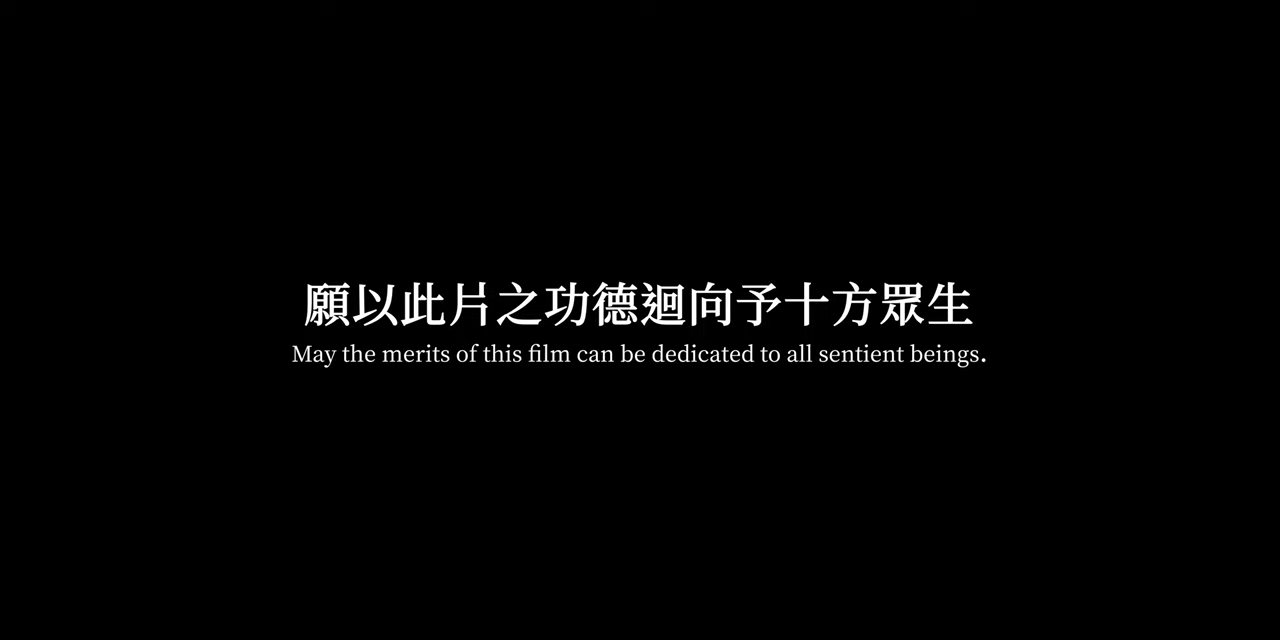 願以此片之功德迴向予十方眾生
May the merits of this film can be dedicated to all sentient beings.